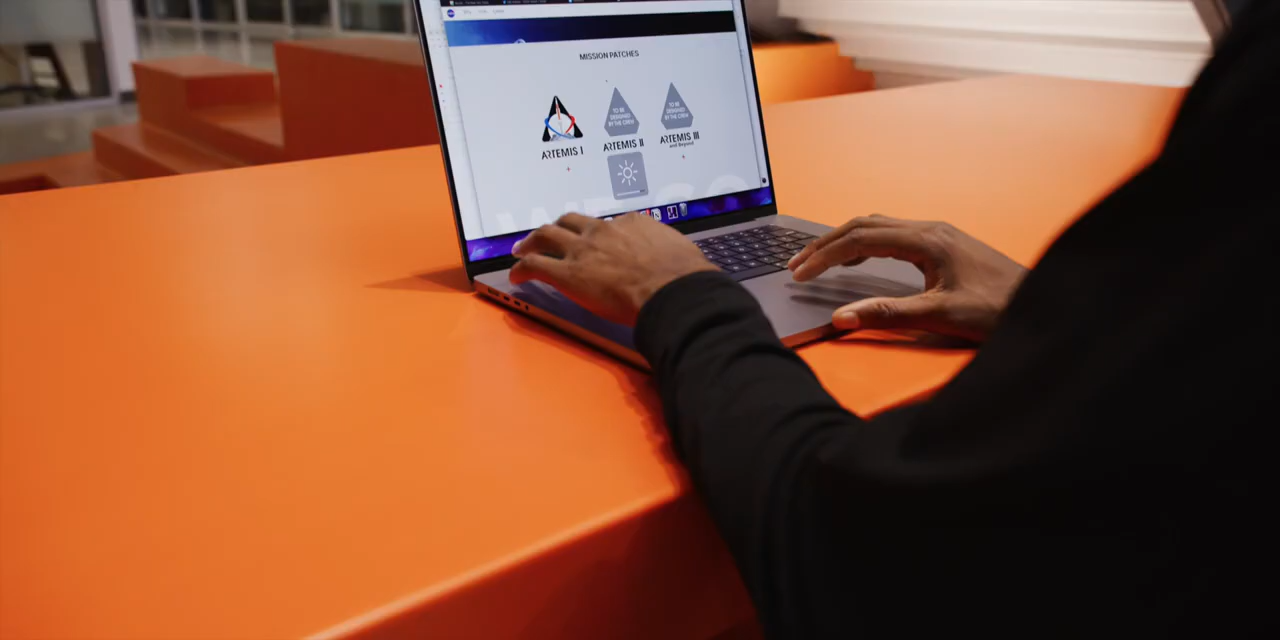 MISSION PATCHES
TO BE
DESIGNED
BY THE CREW
TO BE
DESIGNED
BY THE CREW
ARTEMIS I
ARTEMIS II
ARTEMIS III
and Beyond